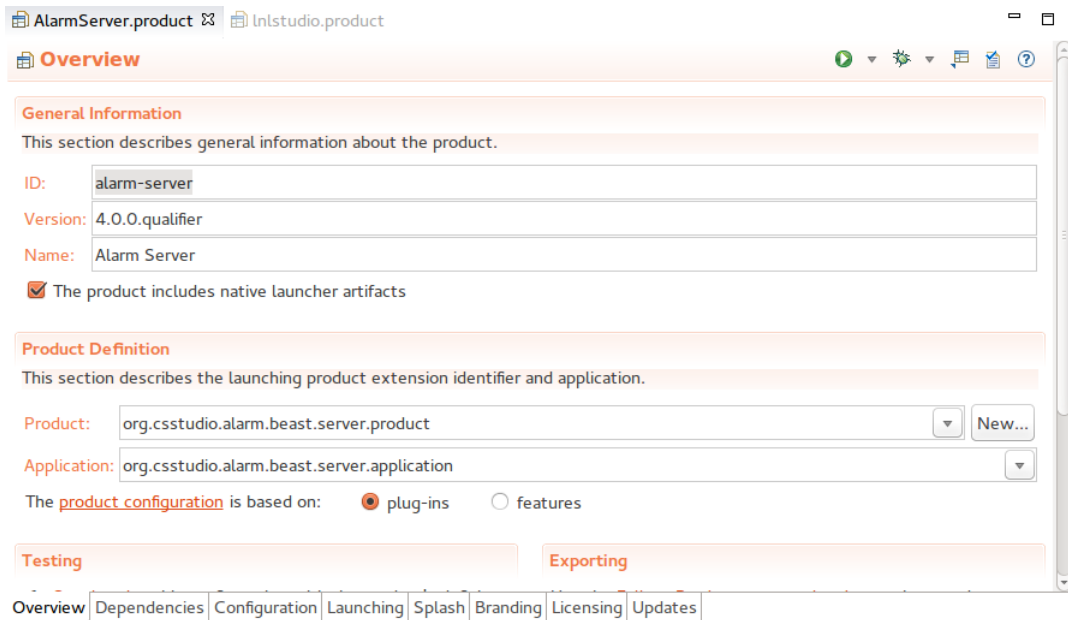 AlarmServer.product lnlstudio.product
Overview
General Information
This section describes general information about the product.
ID: alarm-server
Version: 4.0.0.qualifier
Name: Alarm Server
The product includes native launcher artifacts
Product Definition
This section describes the launching product extension identifier and application.
Product: org.csstudio.alarm.beast.server.product New...
Application: org.csstudio.alarm.beast.server.application
The product configuration is based on: plug-ins features
Testing Exporting
Overview Dependencies Configuration Launching Splash Branding Licensing Updates